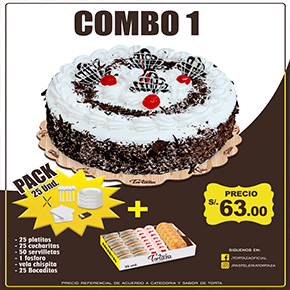 COMBO 1
Tortazza
PACK
25 Und.
X
+
PRECIO
S/. 63.00
- 25 platitos
- 25 cucharitas
- 50 servilletas
- 1 fosforo
- vela chispita
- 25 Bocaditos
SIGUENOS EN:
/TORTAZAOFICIAL
/PASTELERIATORTAZA
PRECIO REFERENCIAL DE ACUERDO A CATEGORIA Y SABOR DE TORTA